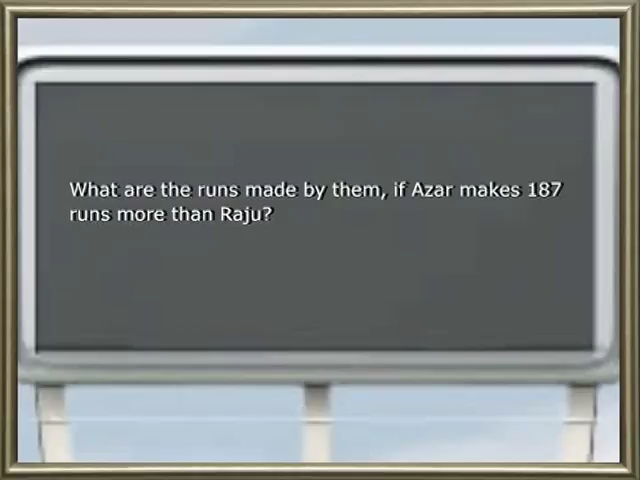 What are the runs made by them, if Azar makes 187
runs more than Raju?